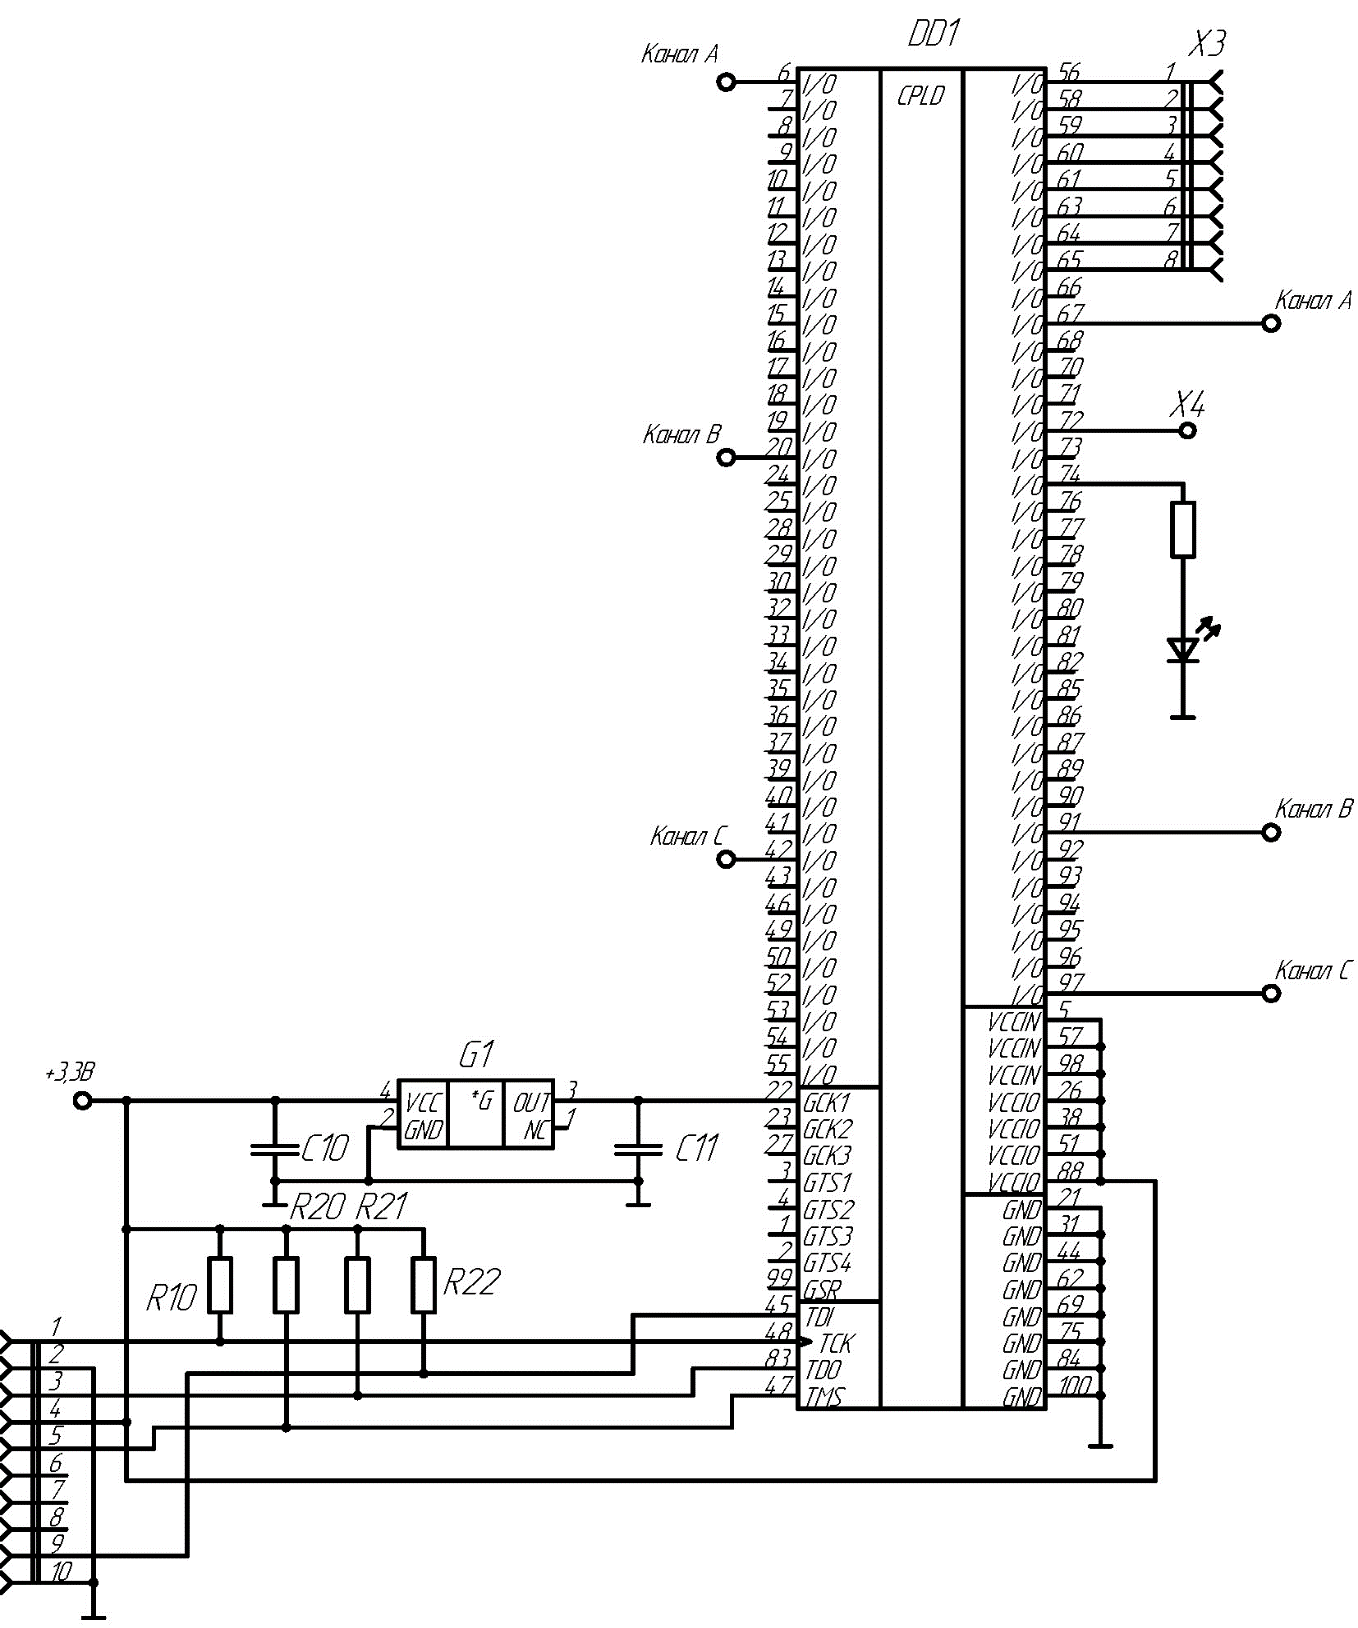 DD1
CPLD
X3
Канал А
6 I/O
7 I/O
8 I/O
9 I/O
10 I/O
11 I/O
12 I/O
13 I/O
14 I/O
15 I/O
16 I/O
17 I/O
18 I/O
19 I/O
Канал В
20 I/O
24 I/O
25 I/O
28 I/O
29 I/O
30 I/O
32 I/O
33 I/O
34 I/O
35 I/O
36 I/O
37 I/O
39 I/O
40 I/O
41 I/O
Канал С
42 I/O
43 I/O
46 I/O
49 I/O
50 I/O
52 I/O
53 I/O
54 I/O
55 I/O
22 GCK1
23 GCK2
27 GCK3
3 GTS1
4 GTS2
1 GTS3
2 GTS4
99 GSR
45 TDI
48 TCK
83 TDO
47 TMS
I/O 56 1
I/O 58 2
I/O 59 3
I/O 60 4
I/O 61 5
I/O 63 6
I/O 64 7
I/O 65 8
I/O 66
I/O 67
Канал А
I/O 68
I/O 70
I/O 71
X4
I/O 72
I/O 73
I/O 74
I/O 76
I/O 77
I/O 78
I/O 79
I/O 80
I/O 81
I/O 82
I/O 85
I/O 86
I/O 87
I/O 89
I/O 90
I/O 91
Канал В
I/O 92
I/O 93
I/O 94
I/O 95
I/O 96
I/O 97
Канал С
VCCIN 5
VCCIN 57
VCCIN 98
VCCIO 26
VCCIO 38
VCCIO 51
VCCIO 88
GND 21
GND 31
GND 44
GND 62
GND 69
GND 75
GND 84
GND 100
+3,3В
G1
4 VCC *G OUT 3
2 GND NC 1
C10
C11
R20 R21
R10
R22
1
2
3
4
5
6
7
8
9
10